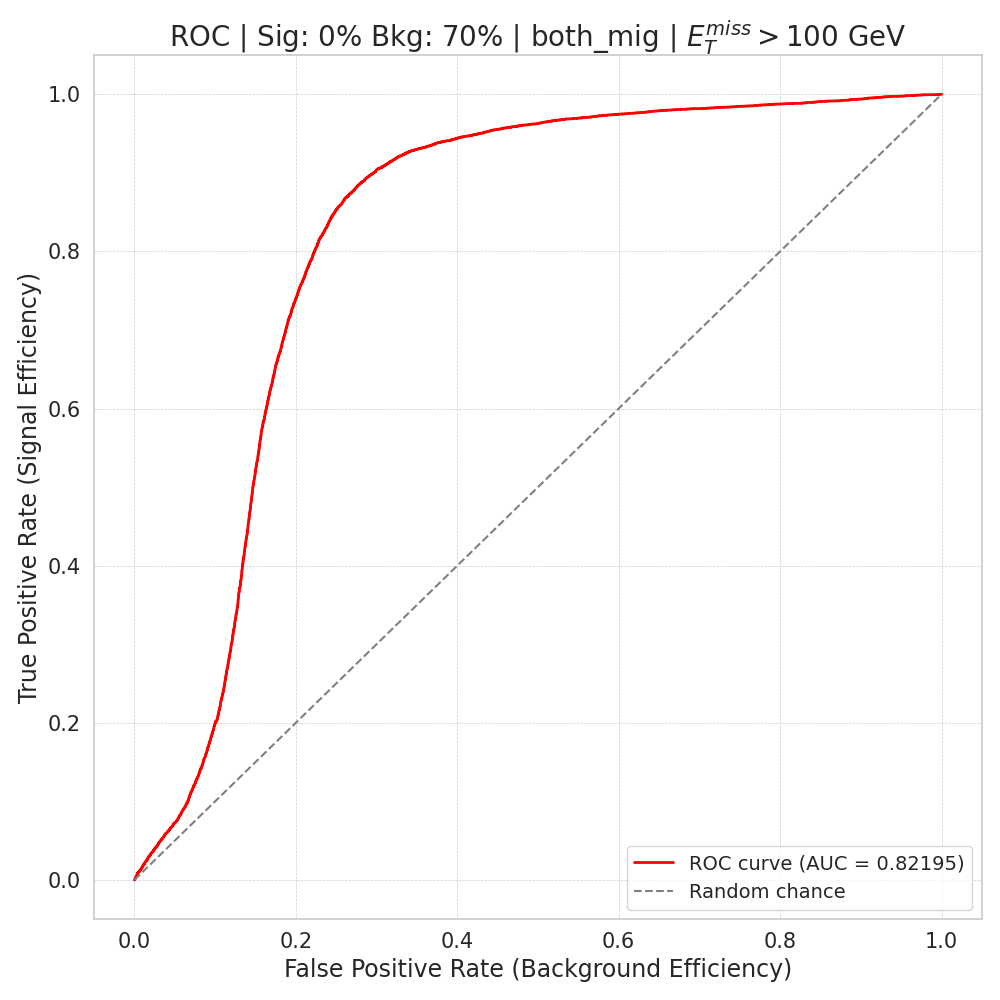 ROC | Sig: 0% Bkg: 70% | both_mig | $E_T^{miss} > 100$ GeV
1.0
0.8
0.6
0.4
0.2
0.0
True Positive Rate (Signal Efficiency)
ROC curve (AUC = 0.82195)
Random chance
0.0 0.2 0.4 0.6 0.8 1.0
False Positive Rate (Background Efficiency)